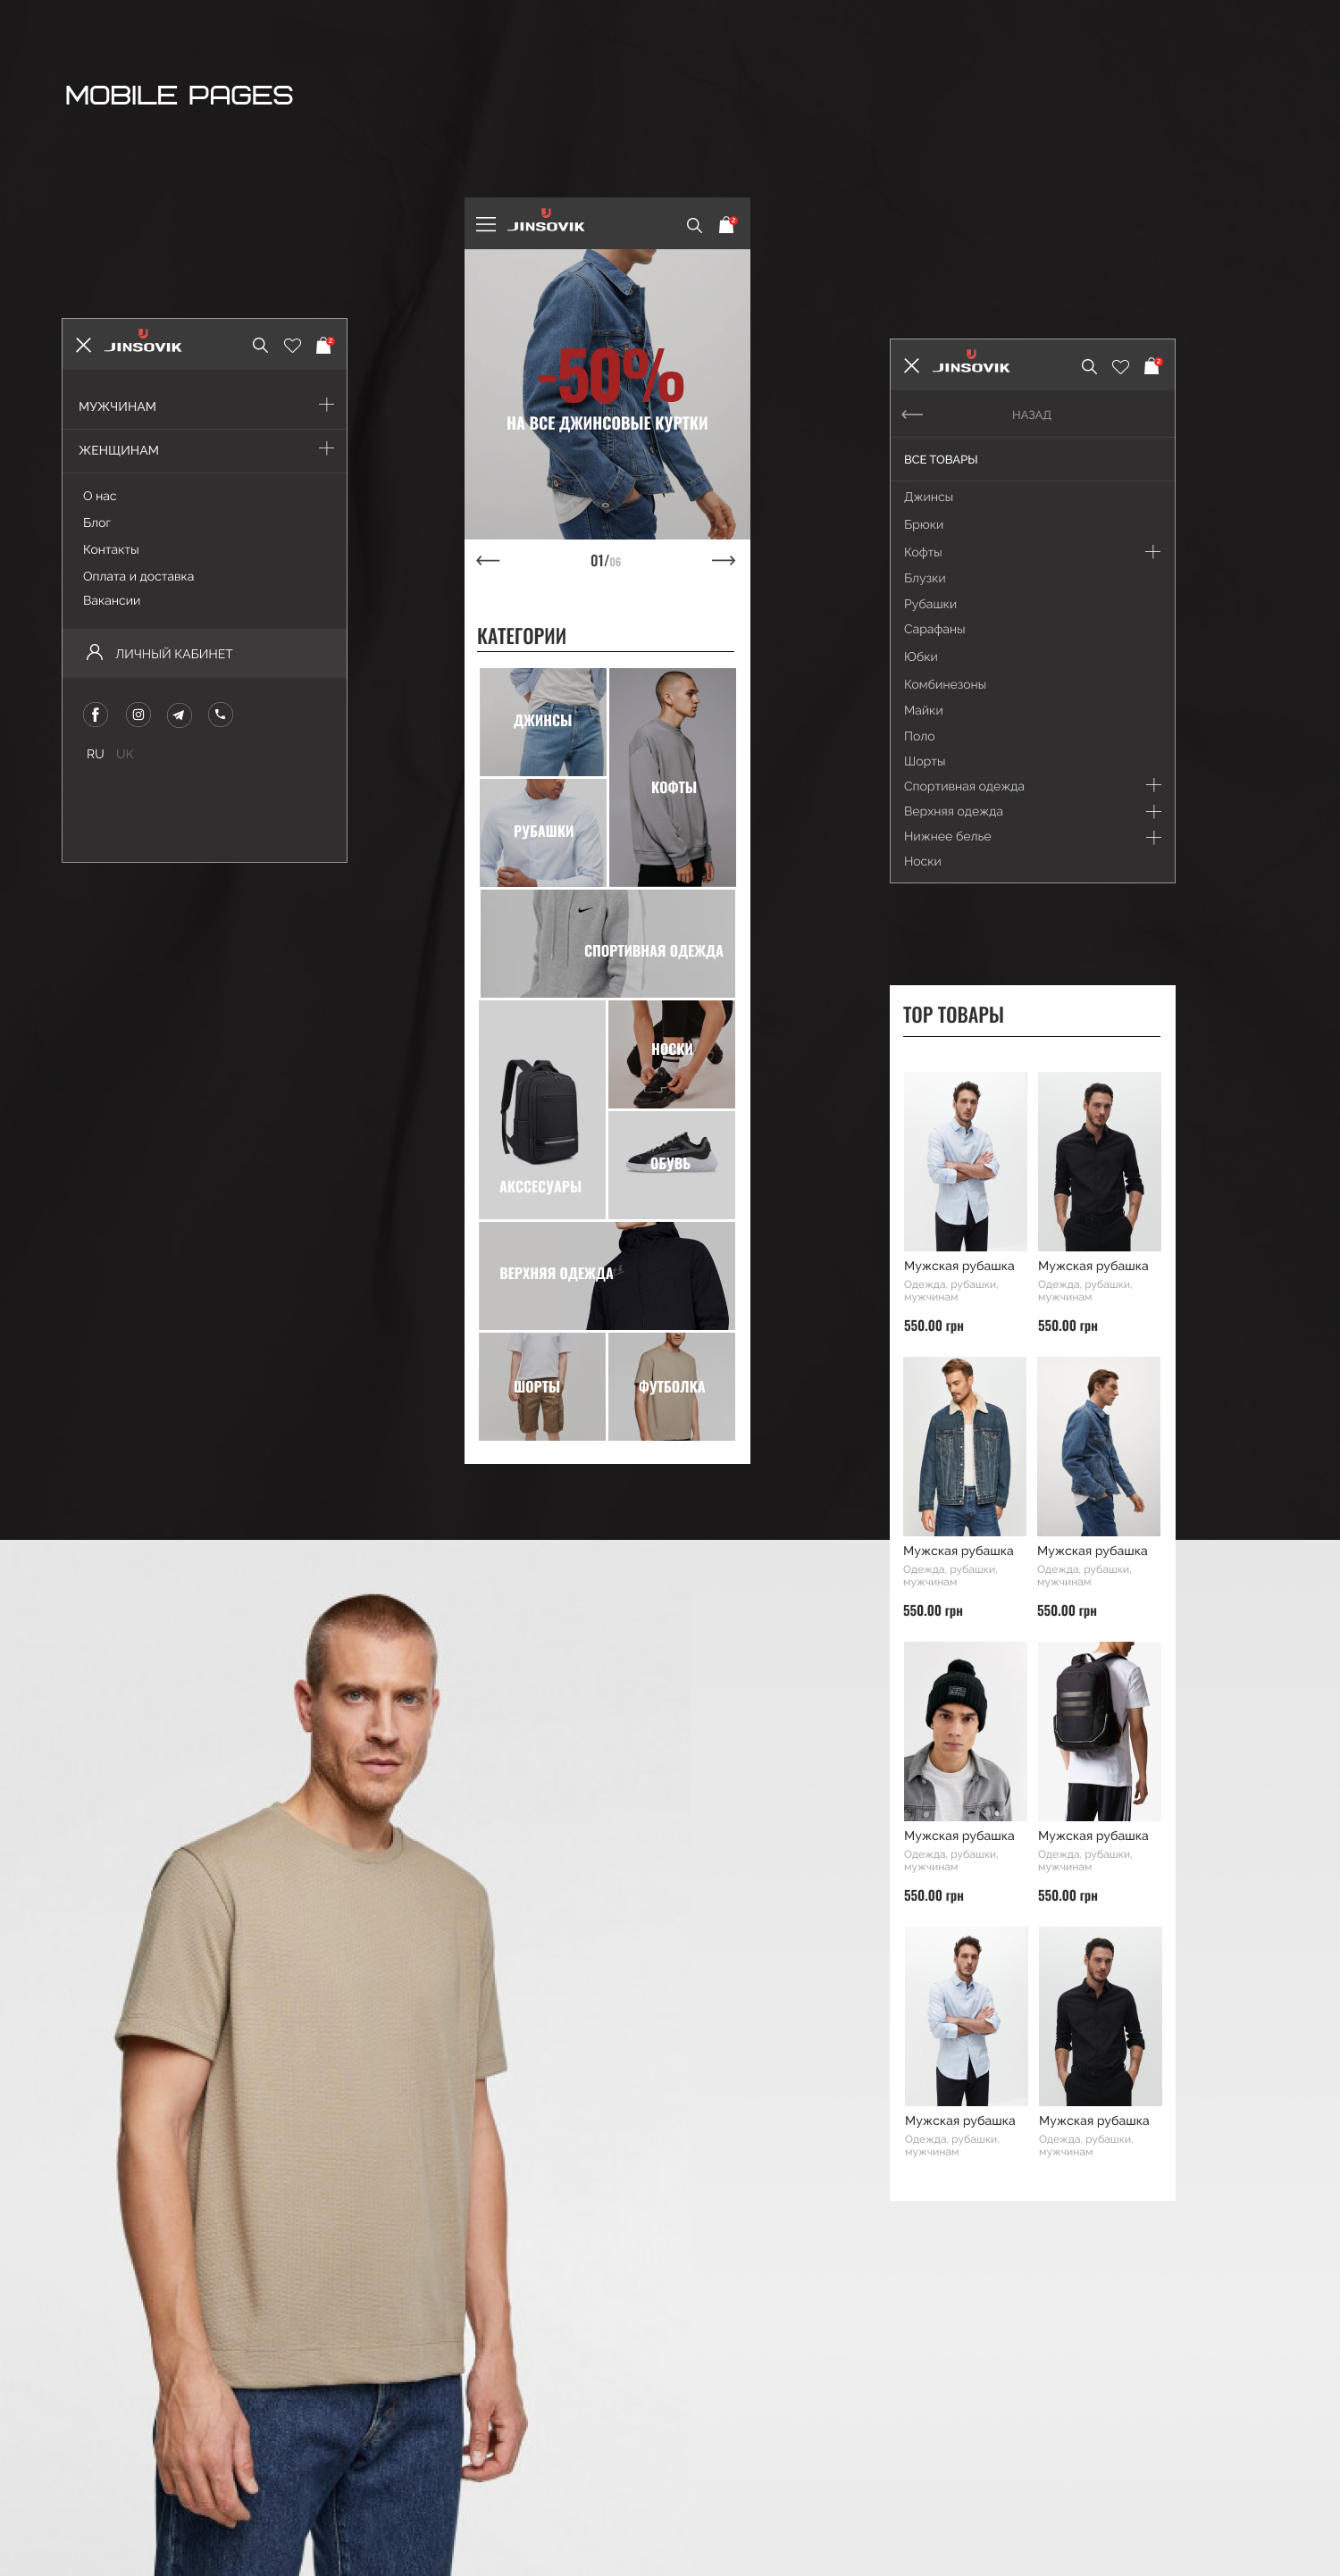 MOBILE PAGES
JINSOVIK
2
МУЖЧИНАМ
ЖЕНЩИНАМ
О нас
Блог
Контакты
Оплата и доставка
Вакансии
ЛИЧНЫЙ КАБИНЕТ
RU UK
JINSOVIK
2
-50%
НА ВСЕ ДЖИНСОВЫЕ КУРТКИ
01/06
КАТЕГОРИИ
ДЖИНСЫ
КОФТЫ
РУБАШКИ
СПОРТИВНАЯ ОДЕЖДА
НОСКИ
АКССЕСУАРЫ
ОБУВЬ
ВЕРХНЯЯ ОДЕЖДА
ШОРТЫ
ФУТБОЛКА
JINSOVIK
2
НАЗАД
ВСЕ ТОВАРЫ
Джинсы
Брюки
Кофты
Блузки
Рубашки
Сарафаны
Юбки
Комбинезоны
Майки
Поло
Шорты
Спортивная одежда
Верхняя одежда
Нижнее белье
Носки
TOP ТОВАРЫ
Мужская рубашка
Одежда, рубашки,
мужчинам
550.00 грн
Мужская рубашка
Одежда, рубашки,
мужчинам
550.00 грн
Мужская рубашка
Одежда, рубашки,
мужчинам
550.00 грн
Мужская рубашка
Одежда, рубашки,
мужчинам
550.00 грн
Мужская рубашка
Одежда, рубашки,
мужчинам
550.00 грн
Мужская рубашка
Одежда, рубашки,
мужчинам
550.00 грн
Мужская рубашка
Одежда, рубашки,
мужчинам
Мужская рубашка
Одежда, рубашки,
мужчинам